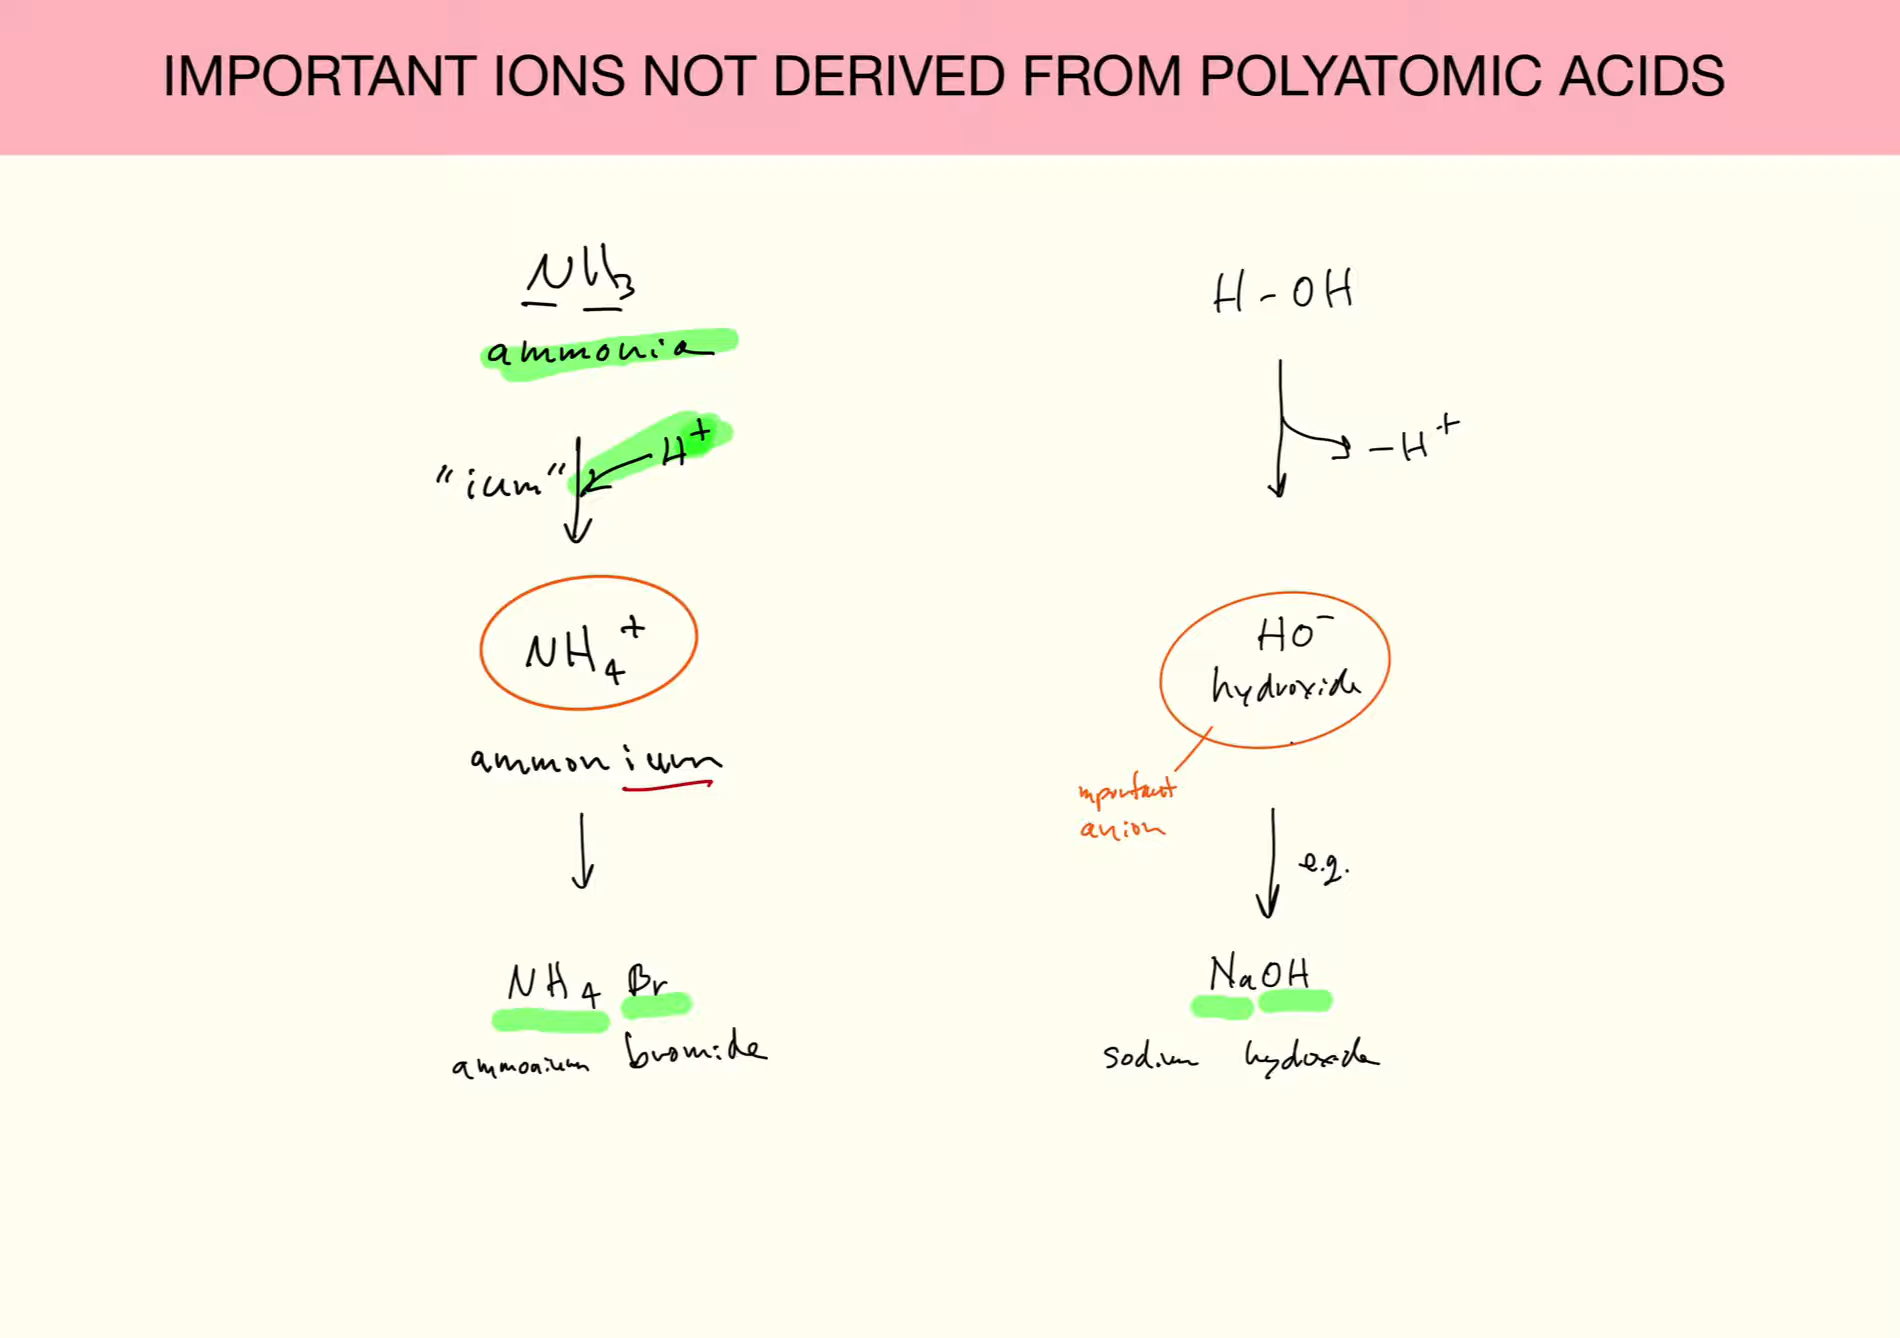 IMPORTANT IONS NOT DERIVED FROM POLYATOMIC ACIDS
NH₃
ammonia
H⁺
"ium"
NH₄⁺
ammonium
NH₄ Br
ammonium bromide
H-OH
-H⁺
HO⁻
hydroxide
mportant
anion
e.g.
NaOH
sodium hydroxide